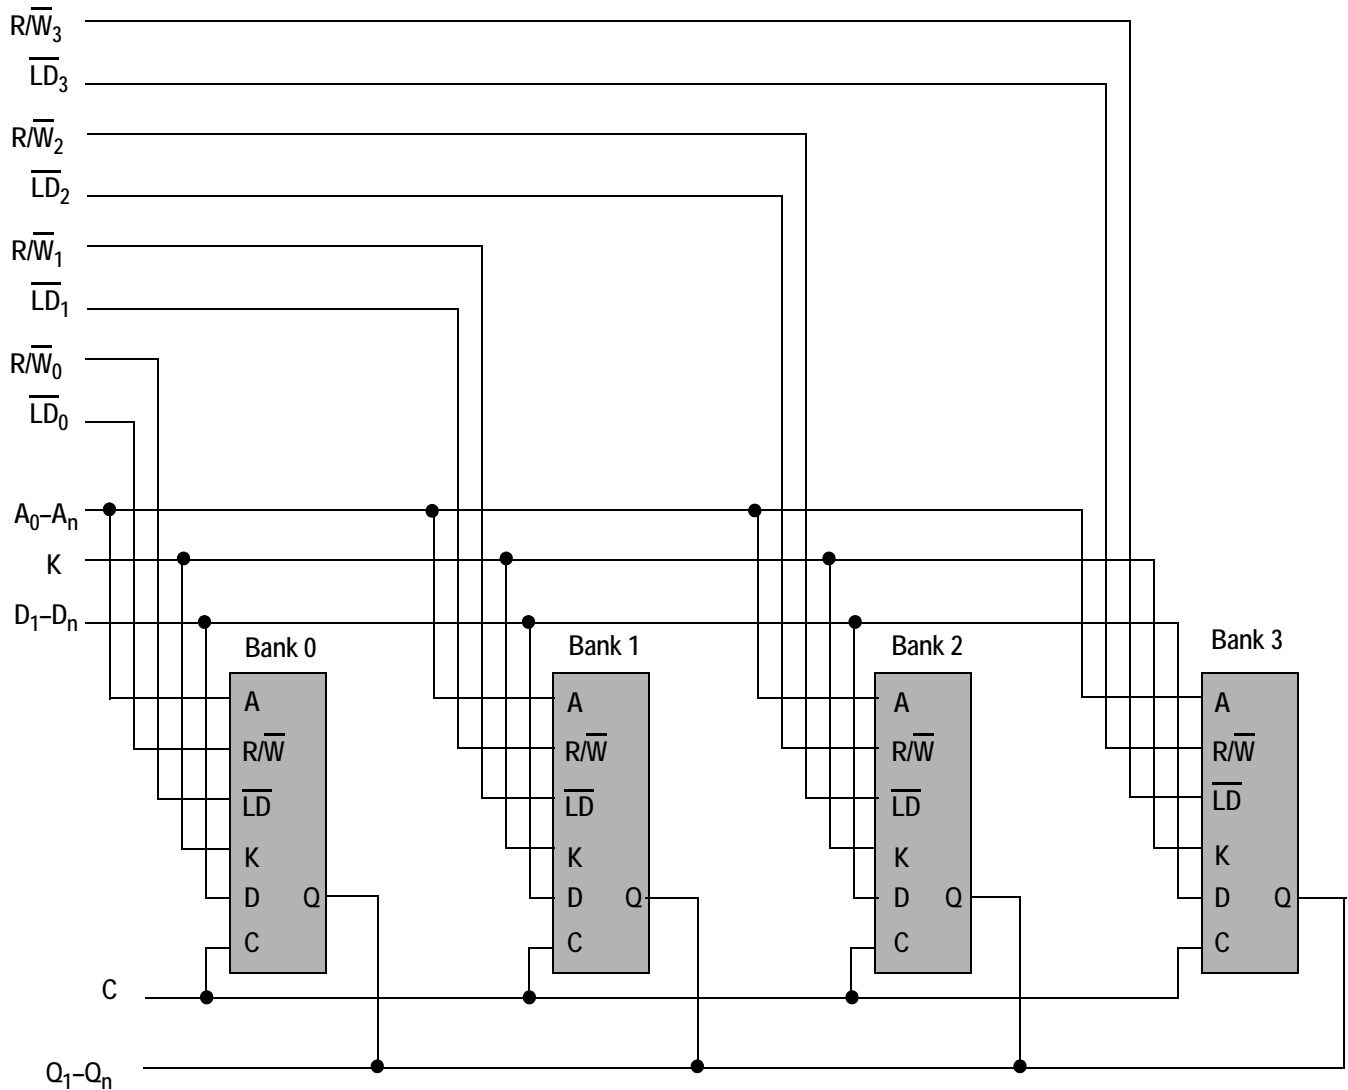 R/W̅₃
L̅D̅₃
R/W̅₂
L̅D̅₂
R/W̅₁
L̅D̅₁
R/W̅₀
L̅D̅₀
A₀–Aₙ
K
D₁–Dₙ
Bank 0
A
R/W̅
L̅D̅
K
D
Q
C
Bank 1
A
R/W̅
L̅D̅
K
D
Q
C
Bank 2
A
R/W̅
L̅D̅
K
D
Q
C
Bank 3
A
R/W̅
L̅D̅
K
D
Q
C
C
Q₁–Qₙ